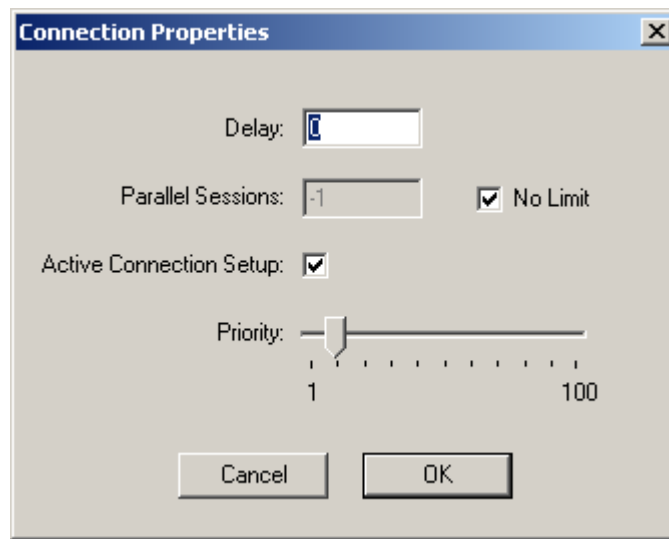 Connection Properties
Delay: 0
Parallel Sessions: -1 No Limit
Active Connection Setup:
Priority:
1 100
Cancel OK